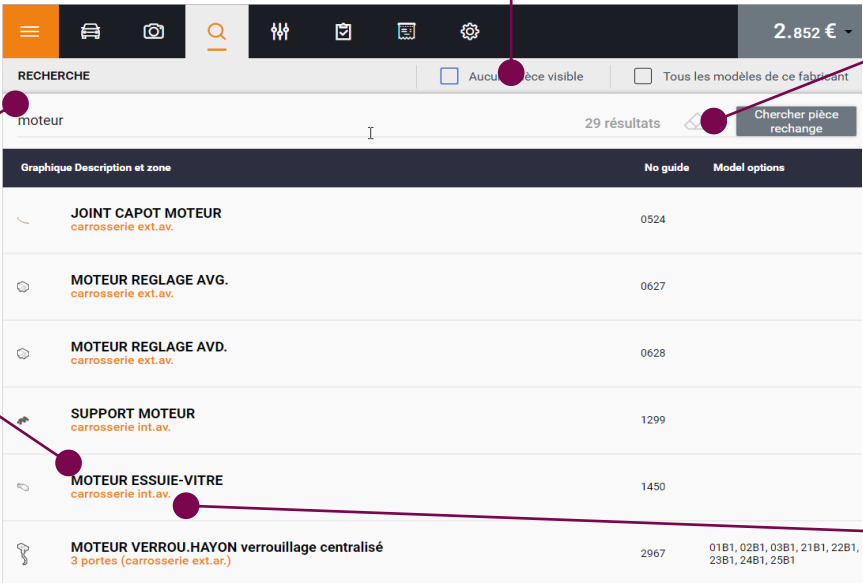 2.852 €
RECHERCHE
visible
Tous les modèles de ce fabricant
moteur
29 résultats
Chercher pièce
rechange
Graphique Description et zone No guide Model options
JOINT CAPOT MOTEUR 0524
carrosserie ext.av.
MOTEUR REGLAGE AVG. 0627
carrosserie ext.av.
MOTEUR REGLAGE AVD. 0628
carrosserie ext.av.
SUPPORT MOTEUR 1299
carrosserie int.av.
MOTEUR ESSUIE-VITRE 1450
carrosserie int.av.
MOTEUR VERROU.HAYON verrouillage centralisé 2967 01B1, 02B1, 03B1, 21B1, 22B1,
3 portes (carrosserie ext.ar.) 23B1, 24B1, 25B1